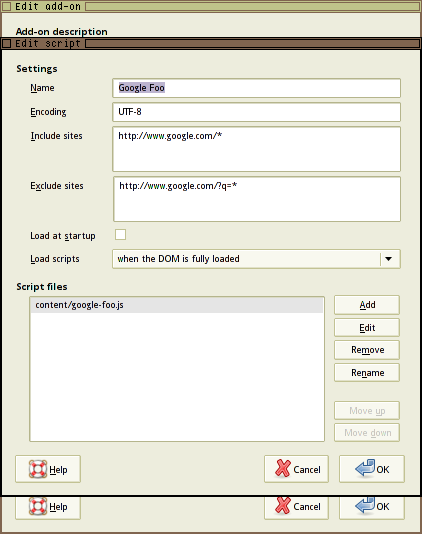 Edit add-on
Add-on description
Edit script
Settings
Name
Google Foo
Encoding
UTF-8
Include sites
http://www.google.com/*
Exclude sites
http://www.google.com/?q=*
Load at startup
Load scripts
when the DOM is fully loaded
Script files
content/google-foo.js
Add
Edit
Remove
Rename
Move up
Move down
Help
Cancel
OK
Help
Cancel
OK